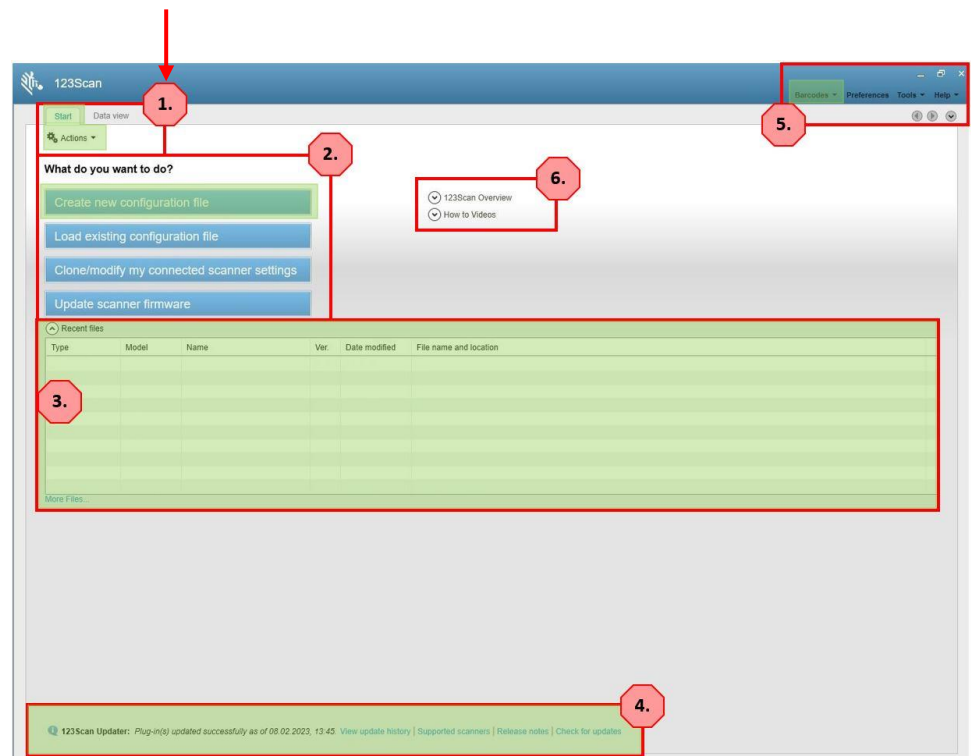 123Scan
Barcodes Preferences Tools Help
1.
Start Data view
5.
Actions
2.
What do you want to do?
6.
Create new configuration file
123Scan Overview
How to Videos
Load existing configuration file
Clone/modify my connected scanner settings
Update scanner firmware
Recent files
Type Model Name Ver. Date modified File name and location
3.
More Files...
4.
123Scan Updater: Plug-in(s) updated successfully as of 08.02.2023, 13:45. View update history | Supported scanners | Release notes | Check for updates